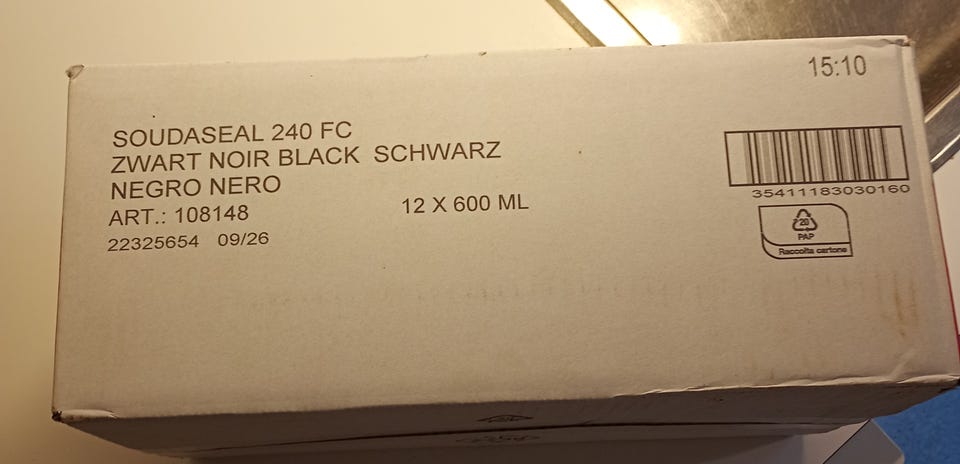 15:10
SOUDASEAL 240 FC
ZWART NOIR BLACK SCHWARZ
NEGRO NERO
ART.: 108148
12 X 600 ML
22325654 09/26
35411183030160
20
PAP
Raccolta cartone